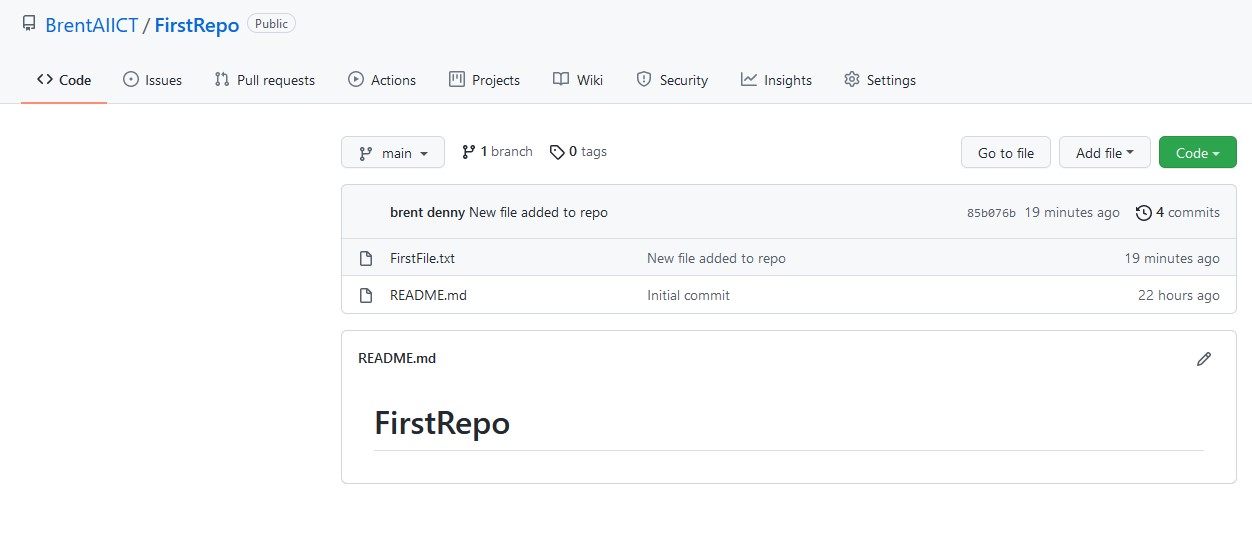 BrentAIICT / FirstRepo Public
Code Issues Pull requests Actions Projects Wiki Security Insights Settings
main 1 branch 0 tags Go to file Add file Code
brent denny New file added to repo 85b076b 19 minutes ago 4 commits
FirstFile.txt New file added to repo 19 minutes ago
README.md Initial commit 22 hours ago
README.md
FirstRepo